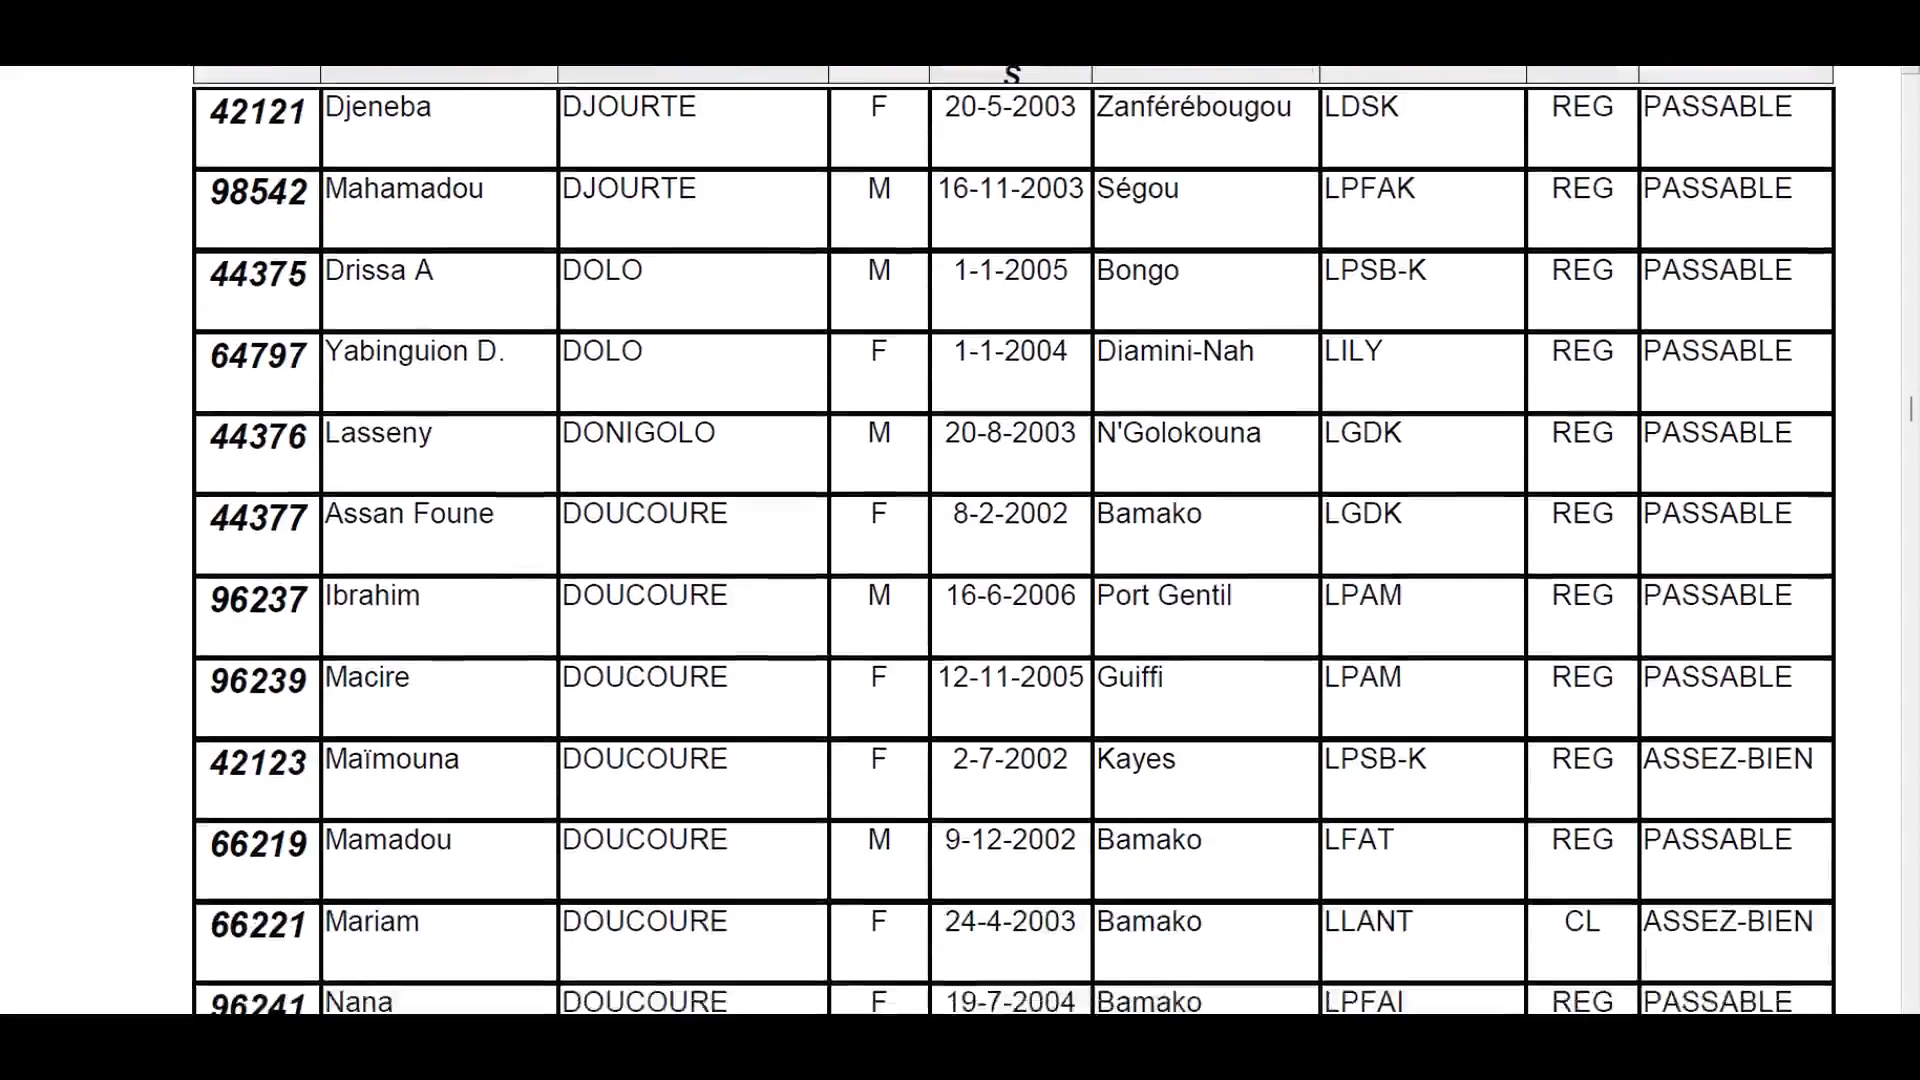 S
42121 Djeneba DJOURTE F 20-5-2003 Zanférébougou LDSK REG PASSABLE
98542 Mahamadou DJOURTE M 16-11-2003 Ségou LPFAK REG PASSABLE
44375 Drissa A DOLO M 1-1-2005 Bongo LPSB-K REG PASSABLE
64797 Yabinguion D. DOLO F 1-1-2004 Diamini-Nah LILY REG PASSABLE
44376 Lasseny DONIGOLO M 20-8-2003 N'Golokouna LGDK REG PASSABLE
44377 Assan Foune DOUCOURE F 8-2-2002 Bamako LGDK REG PASSABLE
96237 Ibrahim DOUCOURE M 16-6-2006 Port Gentil LPAM REG PASSABLE
96239 Macire DOUCOURE F 12-11-2005 Guiffi LPAM REG PASSABLE
42123 Maïmouna DOUCOURE F 2-7-2002 Kayes LPSB-K REG ASSEZ-BIEN
66219 Mamadou DOUCOURE M 9-12-2002 Bamako LFAT REG PASSABLE
66221 Mariam DOUCOURE F 24-4-2003 Bamako LLANT CL ASSEZ-BIEN
96241 Nana DOUCOURE F 19-7-2004 Bamako LPFAI REG PASSABLE